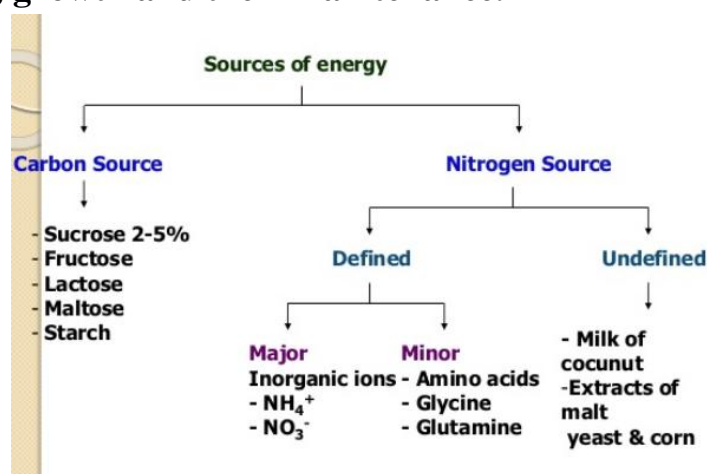 Sources of energy
Carbon Source
Nitrogen Source
- Sucrose 2-5%
- Fructose
- Lactose
- Maltose
- Starch
Defined
Undefined
Major
Inorganic ions
- NH₄⁺
- NO₃⁻
Minor
- Amino acids
- Glycine
- Glutamine
- Milk of
cocunut
-Extracts of
malt
yeast & corn